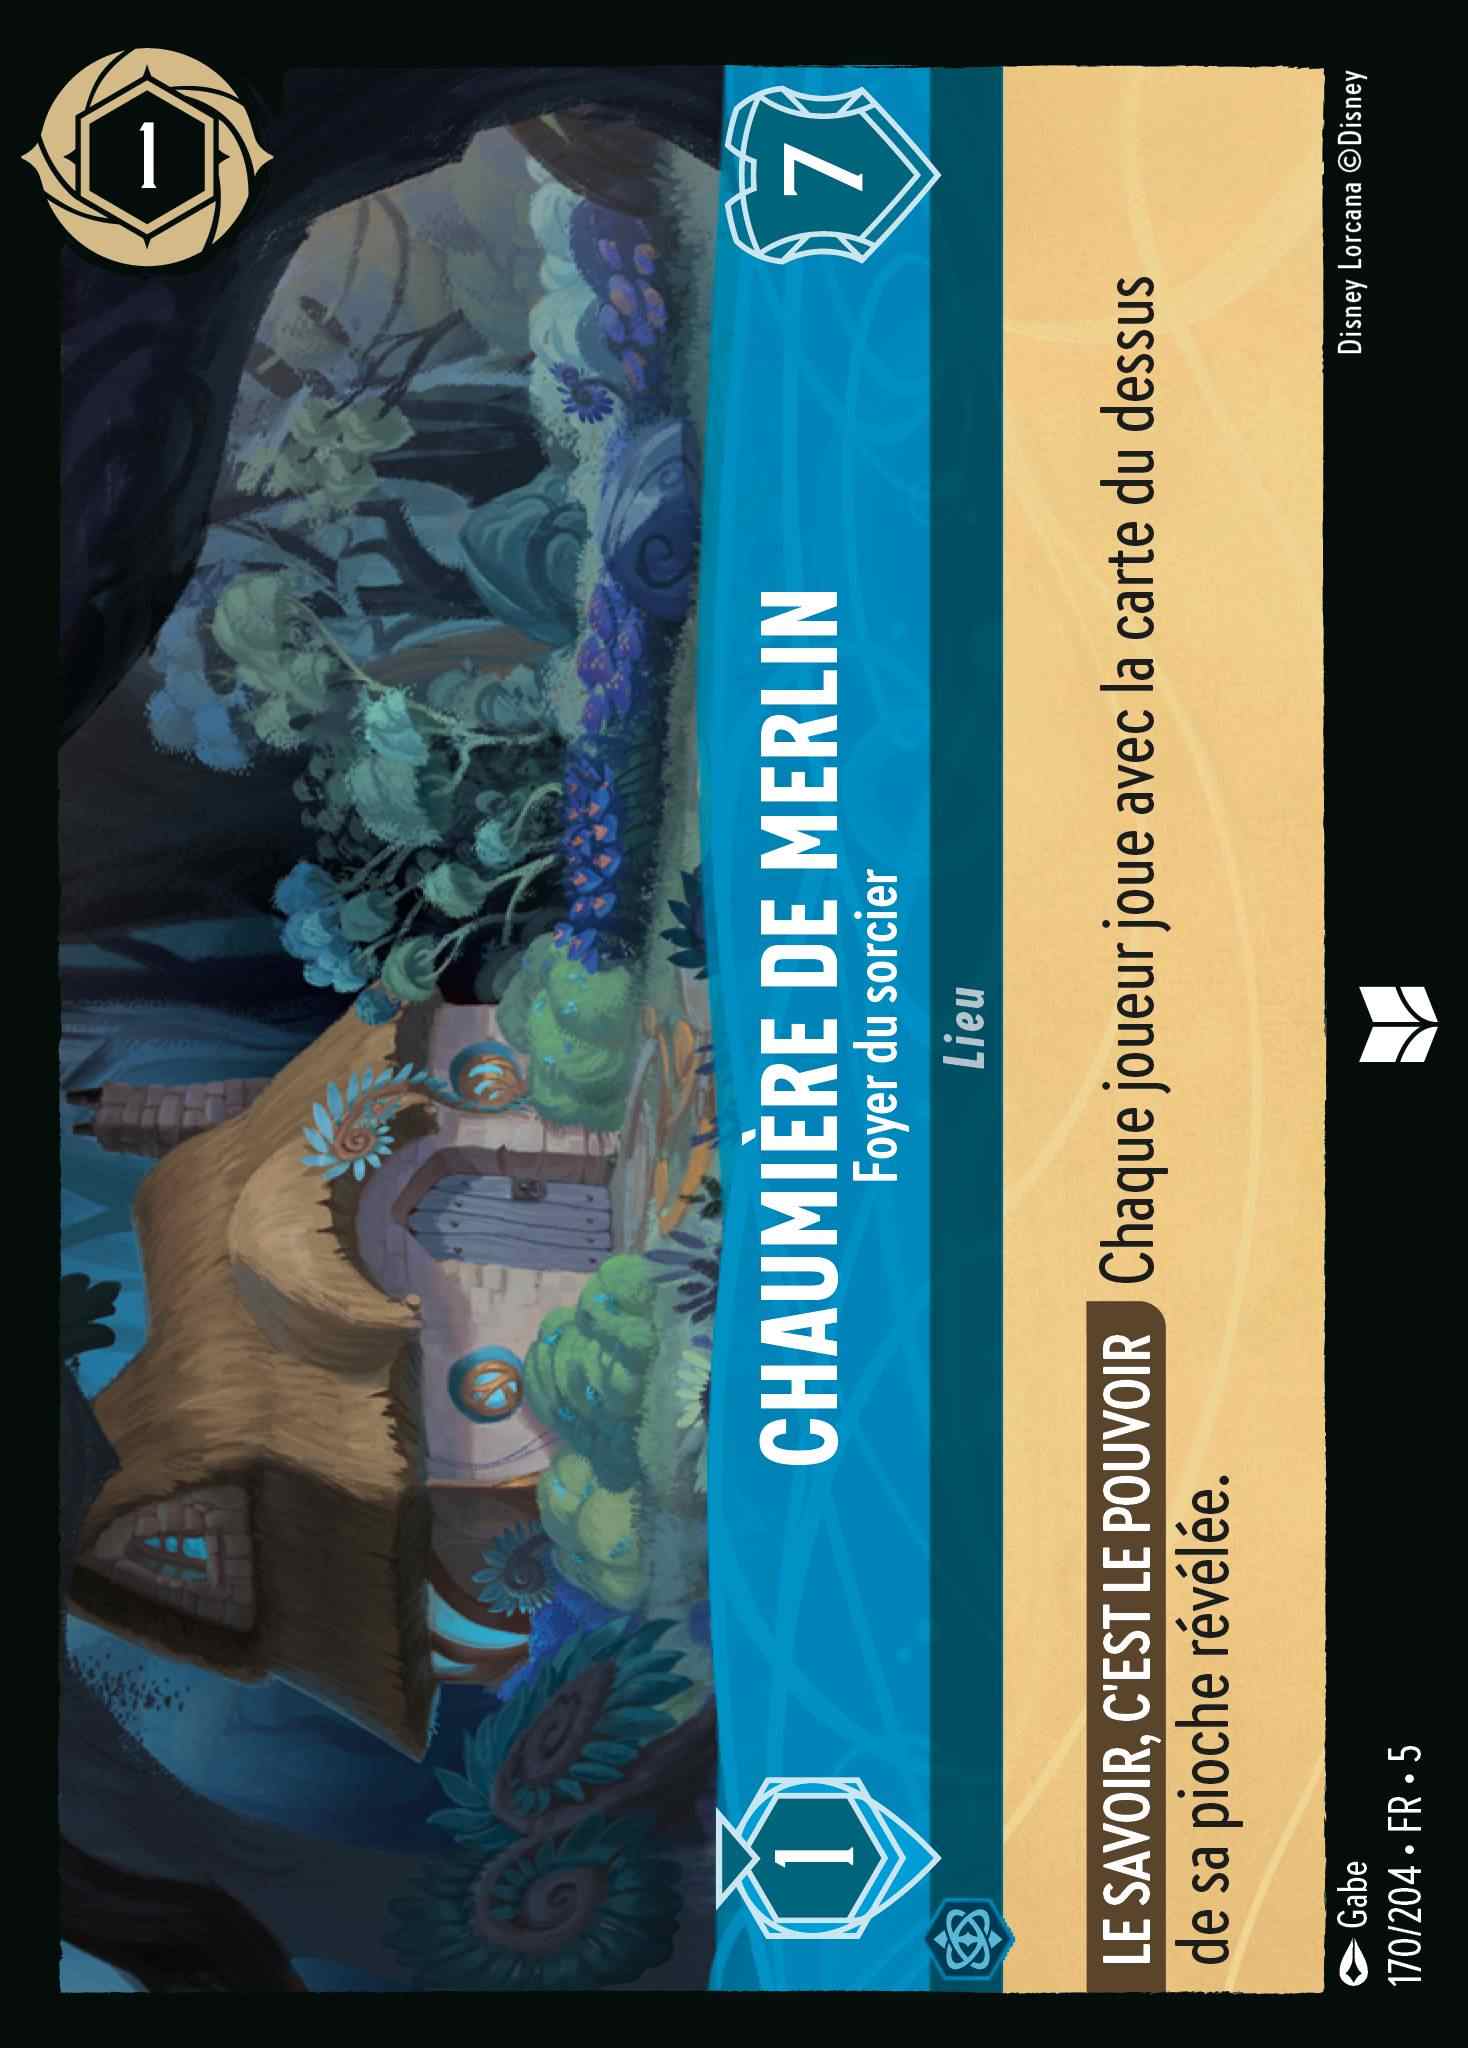 1
1
CHAUMIÈRE DE MERLIN
Foyer du sorcier
7
Lieu
LE SAVOIR, C'EST LE POUVOIR Chaque joueur joue avec la carte du dessus
de sa pioche révélée.
Gabe
170/204 • FR • 5
Disney Lorcana ©Disney